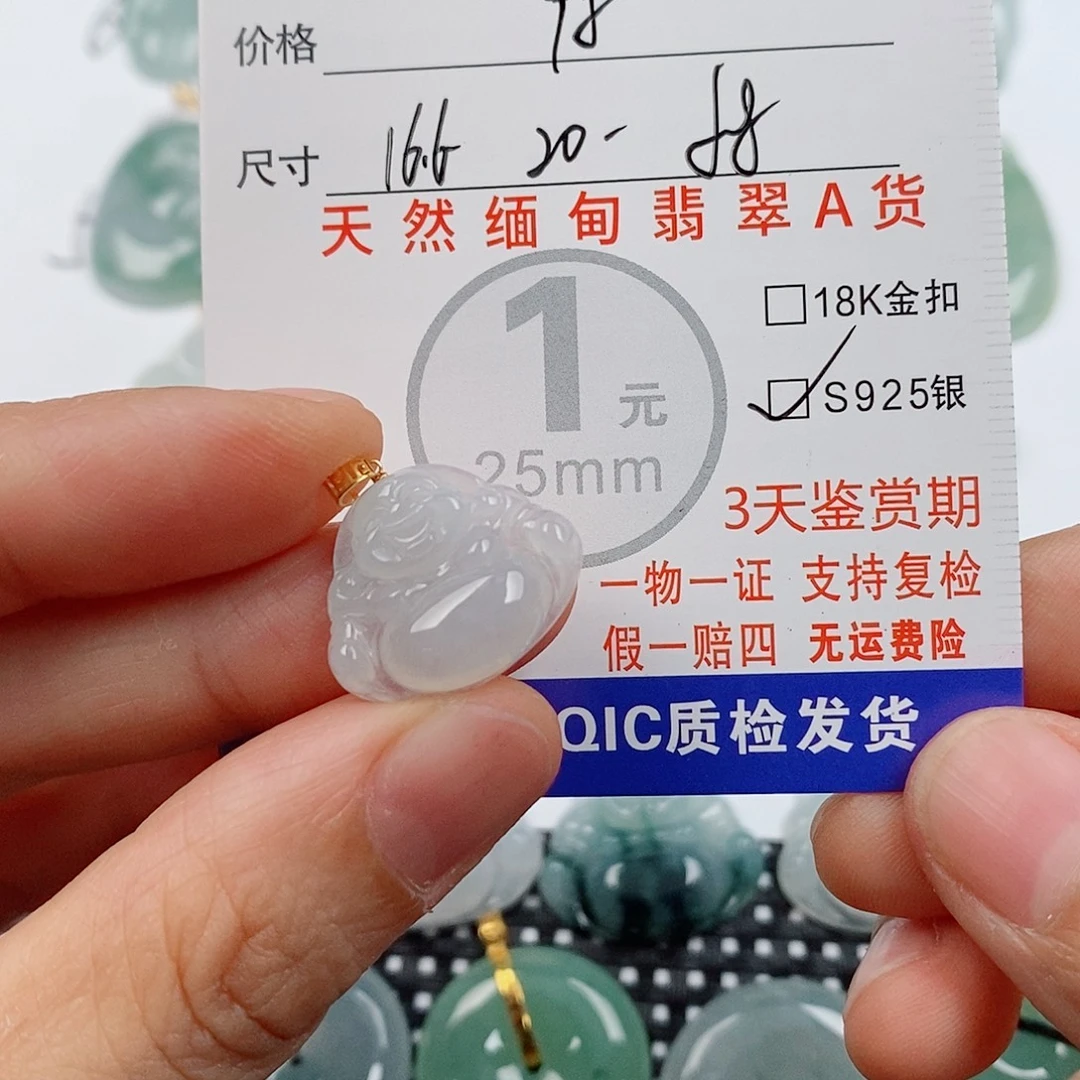 价格
尺寸 16.6 20-
天然缅甸翡翠A货
1元
25mm
18K金扣
S925银
3天鉴赏期
一物一证 支持复检
假一赔四 无运费险
QIC质检发货